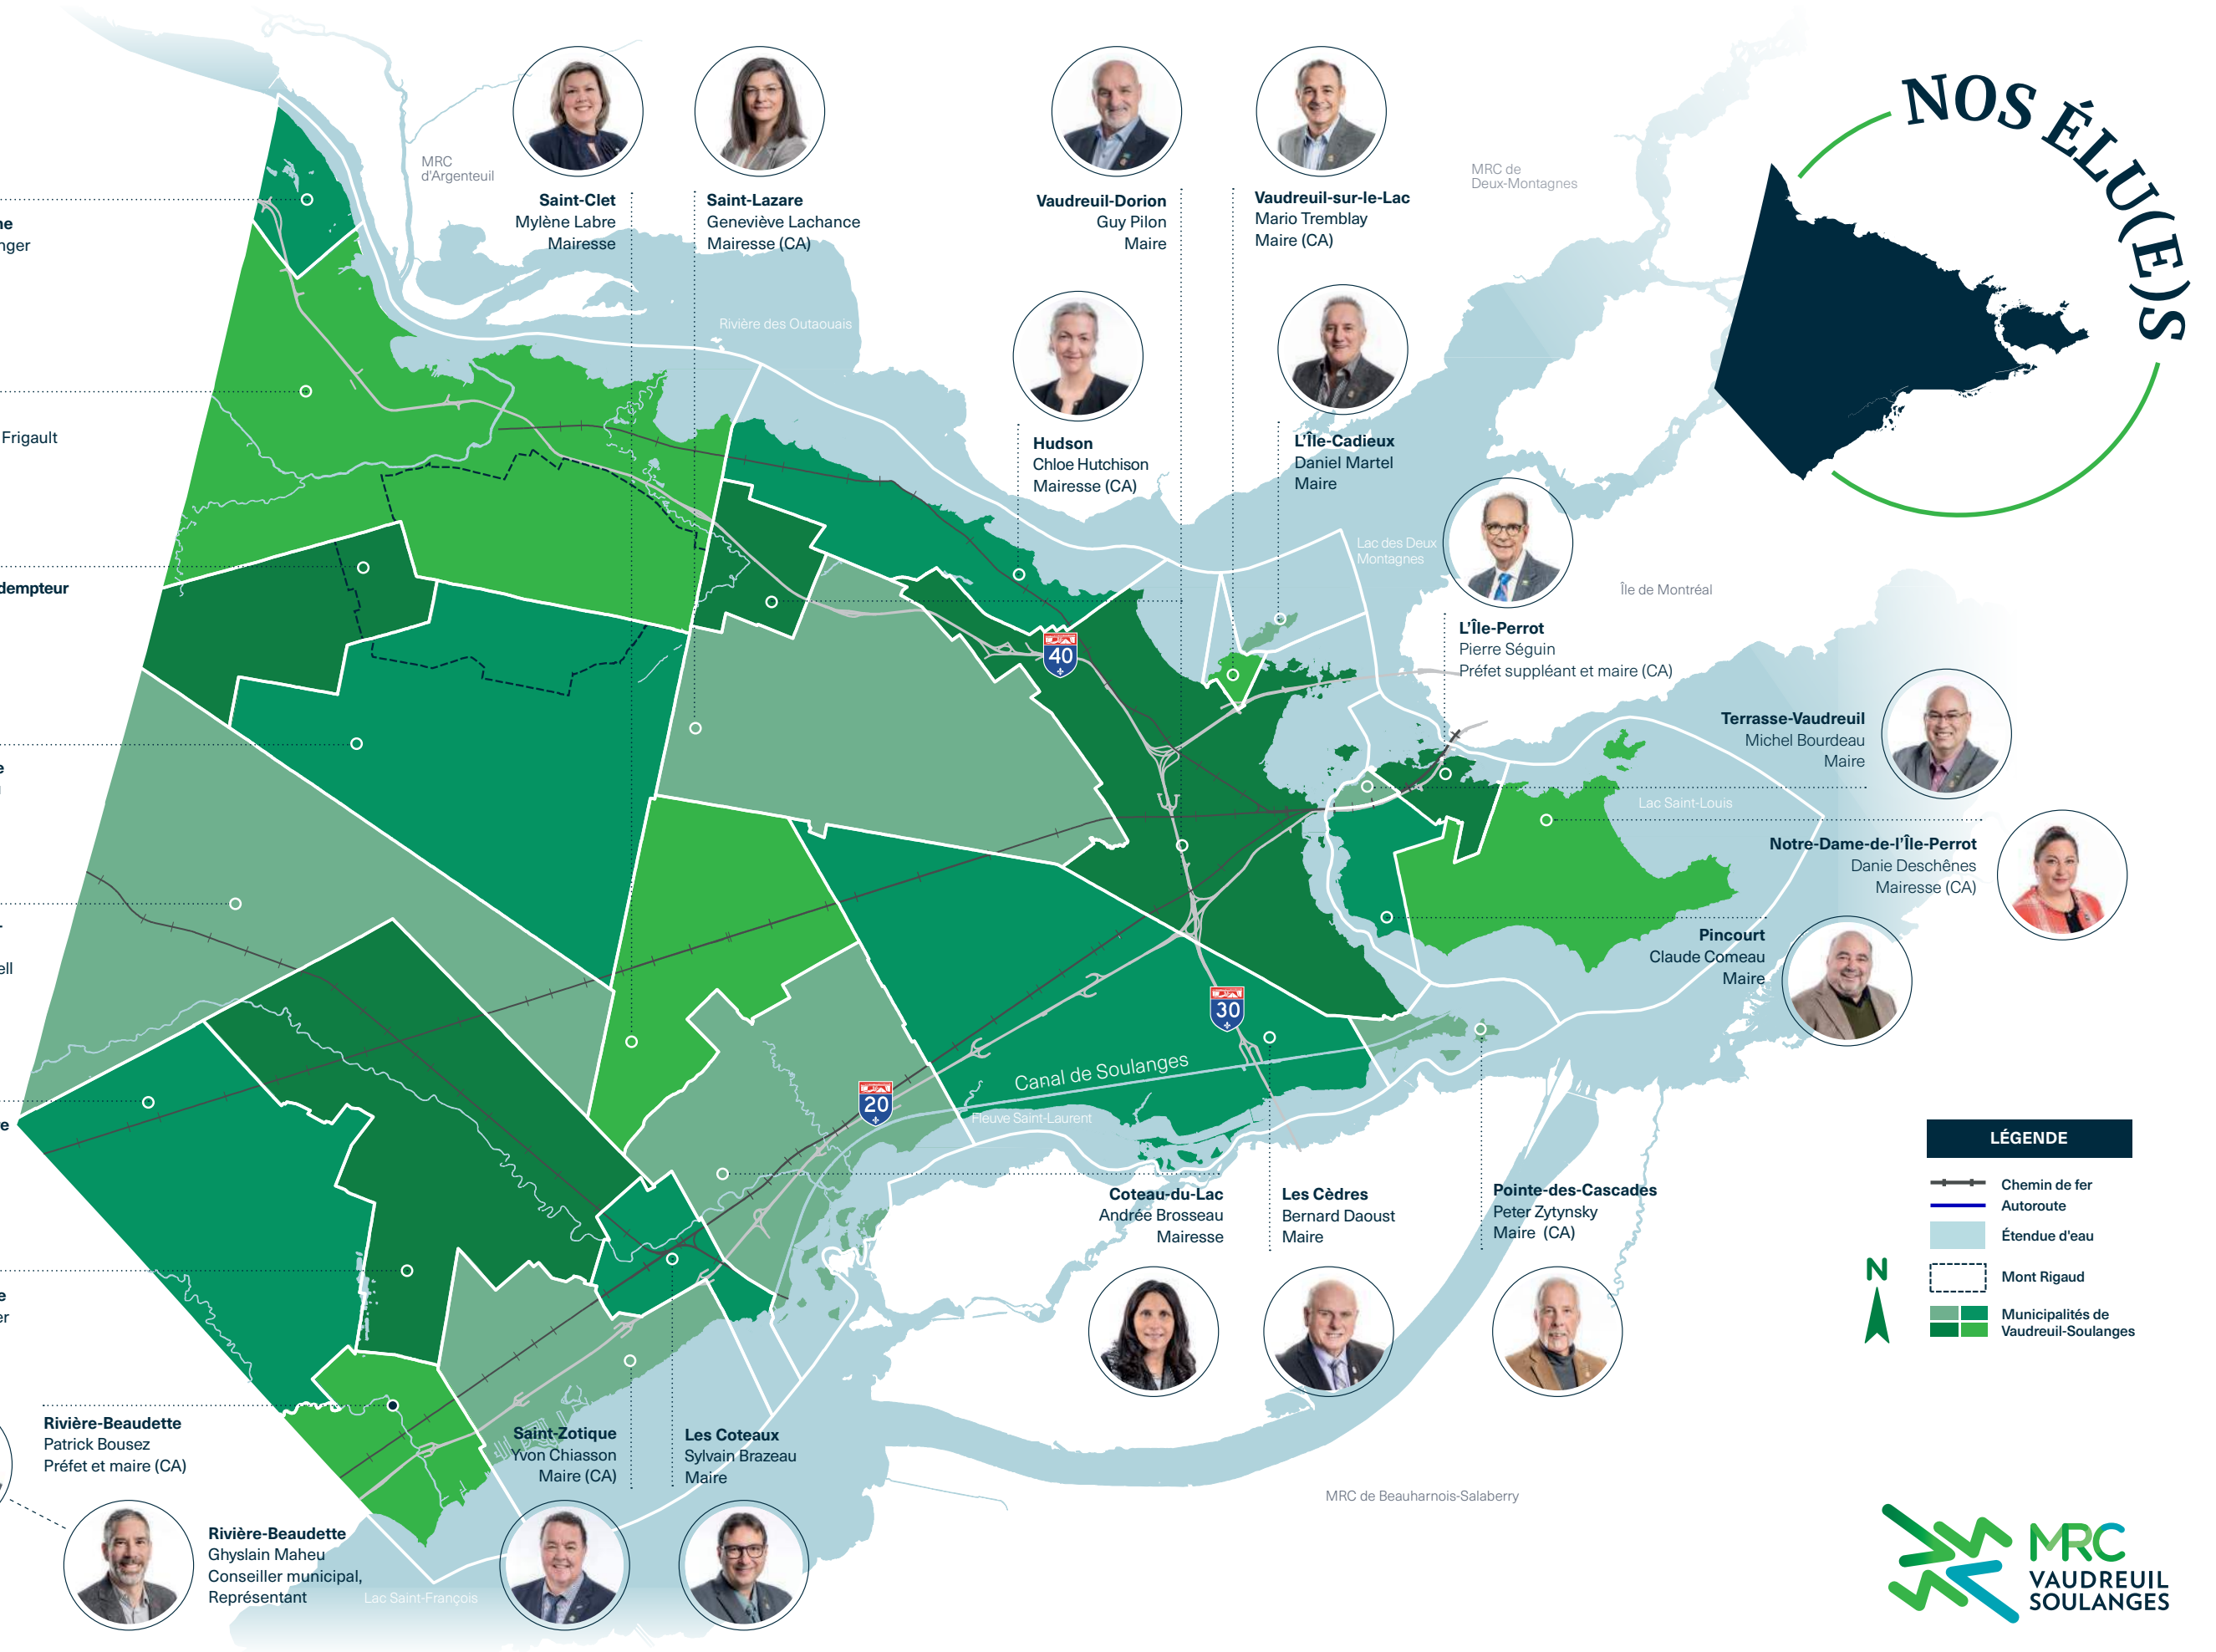 NOS ÉLU(E)S
MRC
d'Argenteuil
Saint-Clet
Mylène Labre
Mairesse
Saint-Lazare
Geneviève Lachance
Mairesse (CA)
Vaudreuil-Dorion
Guy Pilon
Maire
Vaudreuil-sur-le-Lac
Mario Tremblay
Maire (CA)
MRC de
Deux-Montagnes
Rivière des Outaouais
Hudson
Chloe Hutchison
Mairesse (CA)
L'Île-Cadieux
Daniel Martel
Maire
Lac des Deux
Montagnes
Île de Montréal
L'Île-Perrot
Pierre Séguin
Préfet suppléant et maire (CA)
Terrasse-Vaudreuil
Michel Bourdeau
Maire
Lac Saint-Louis
Notre-Dame-de-l'Île-Perrot
Danie Deschênes
Mairesse (CA)
Pincourt
Claude Comeau
Maire
nger
Frigault
dempteur
ell
er
40
30
20
Canal de Soulanges
Fleuve Saint-Laurent
Coteau-du-Lac
Andrée Brosseau
Mairesse
Les Cèdres
Bernard Daoust
Maire
Pointe-des-Cascades
Peter Zytynsky
Maire (CA)
LÉGENDE
Chemin de fer
Autoroute
Étendue d'eau
Mont Rigaud
Municipalités de
Vaudreuil-Soulanges
N
Rivière-Beaudette
Patrick Bousez
Préfet et maire (CA)
Rivière-Beaudette
Ghyslain Maheu
Conseiller municipal,
Représentant
Saint-Zotique
Yvon Chiasson
Maire (CA)
Les Coteaux
Sylvain Brazeau
Maire
Lac Saint-François
MRC de Beauharnois-Salaberry
MRC
VAUDREUIL
SOULANGES